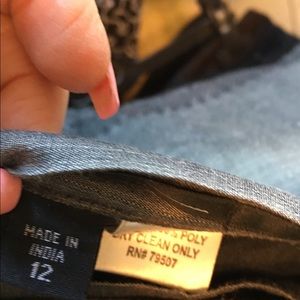 MADE IN
INDIA
12
% POLY
DRY CLEAN ONLY
RN# 79507